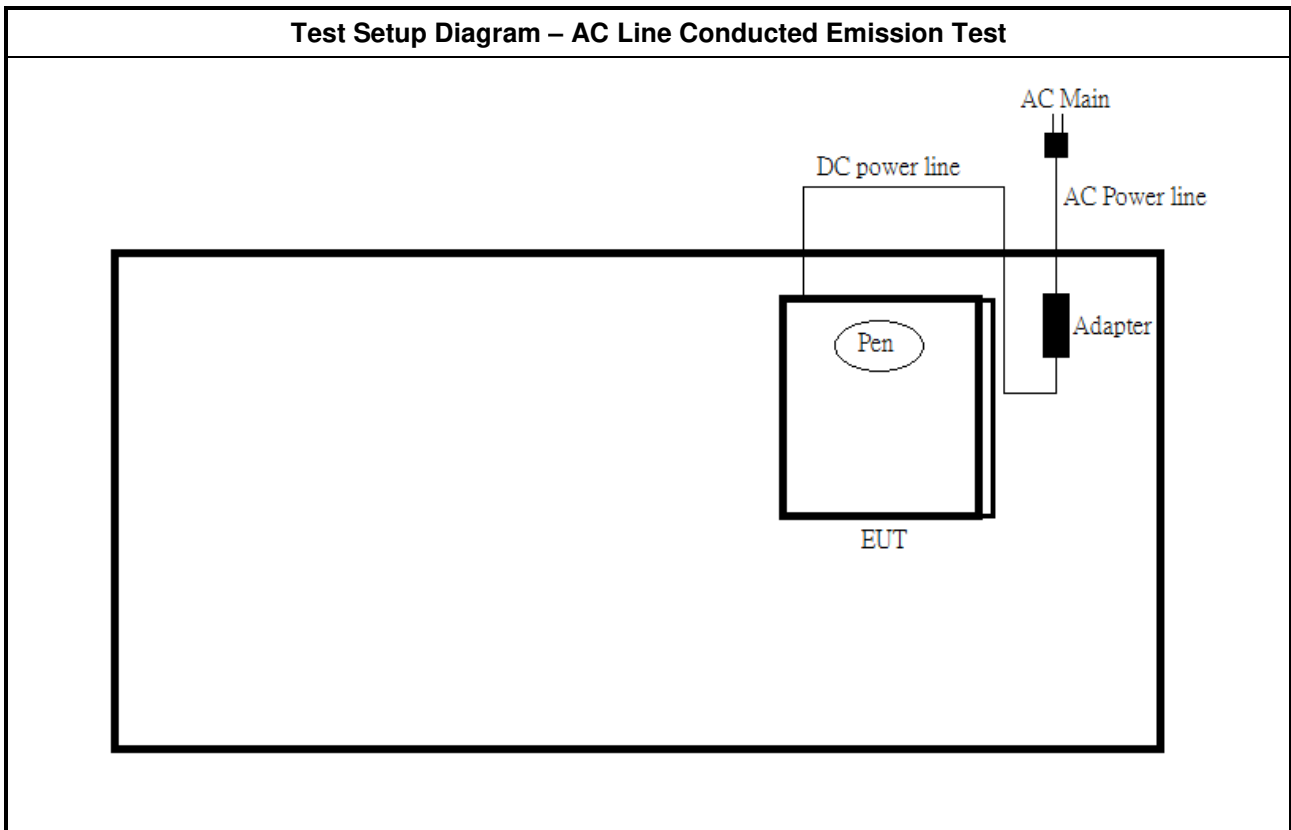 Test Setup Diagram – AC Line Conducted Emission Test
AC Main
DC power line
AC Power line
Adapter
Pen
EUT